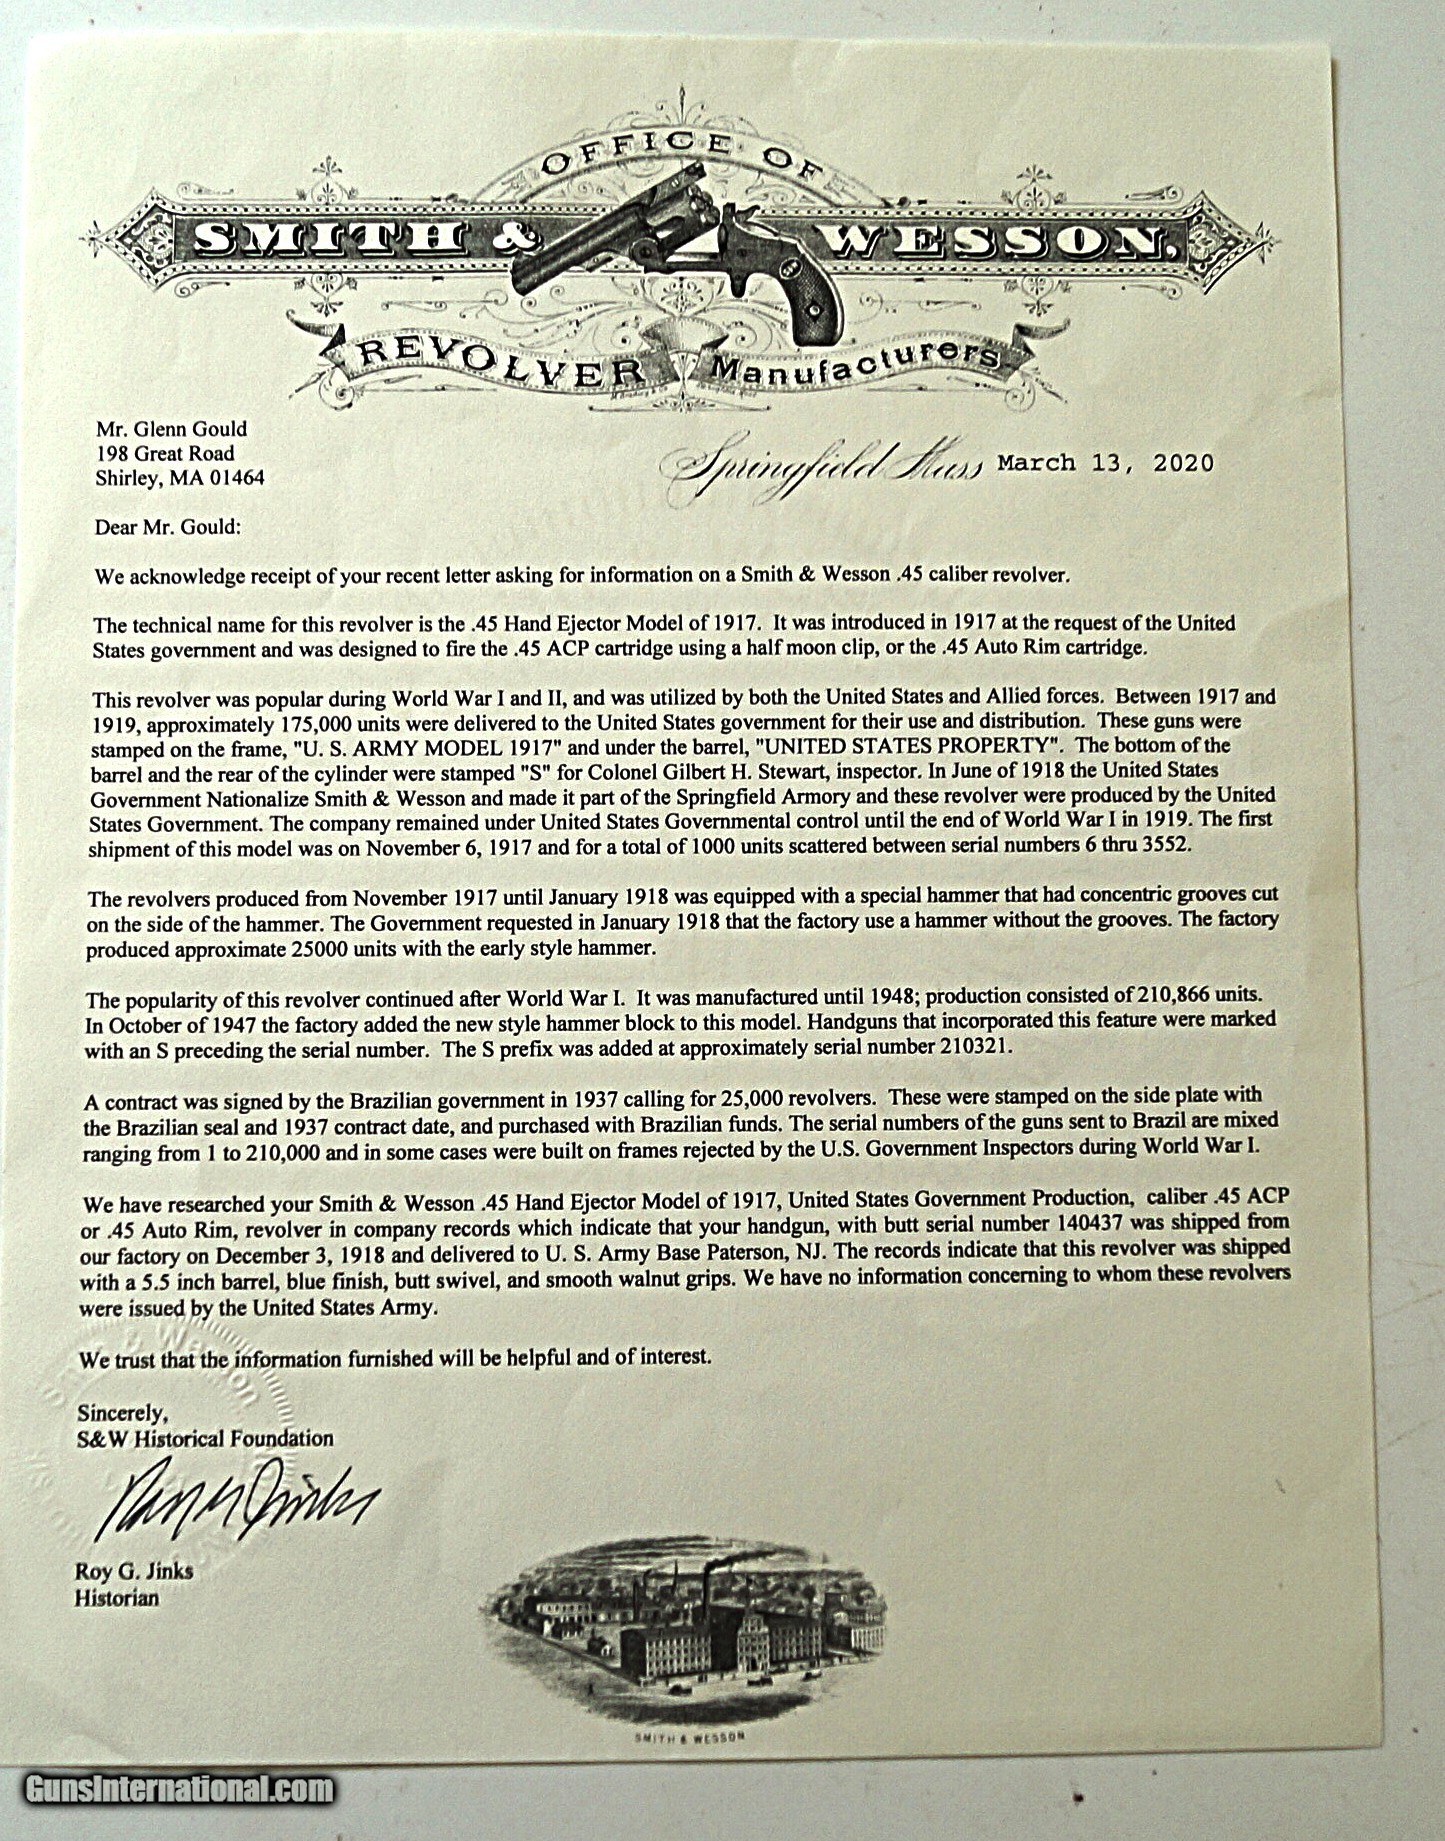 OFFICE OF
SMITH & WESSON.
REVOLVER Manufacturers
Mr. Glenn Gould
198 Great Road
Shirley, MA 01464
Springfield Mass March 13, 2020
Dear Mr. Gould:
We acknowledge receipt of your recent letter asking for information on a Smith & Wesson .45 caliber revolver.
The technical name for this revolver is the .45 Hand Ejector Model of 1917. It was introduced in 1917 at the request of the United
States government and was designed to fire the .45 ACP cartridge using a half moon clip, or the .45 Auto Rim cartridge.
This revolver was popular during World War I and II, and was utilized by both the United States and Allied forces. Between 1917 and
1919, approximately 175,000 units were delivered to the United States government for their use and distribution. These guns were
stamped on the frame, "U. S. ARMY MODEL 1917" and under the barrel, "UNITED STATES PROPERTY". The bottom of the
barrel and the rear of the cylinder were stamped "S" for Colonel Gilbert H. Stewart, inspector. In June of 1918 the United States
Government Nationalize Smith & Wesson and made it part of the Springfield Armory and these revolver were produced by the United
States Government. The company remained under United States Governmental control until the end of World War I in 1919. The first
shipment of this model was on November 6, 1917 and for a total of 1000 units scattered between serial numbers 6 thru 3552.
The revolvers produced from November 1917 until January 1918 was equipped with a special hammer that had concentric grooves cut
on the side of the hammer. The Government requested in January 1918 that the factory use a hammer without the grooves. The factory
produced approximate 25000 units with the early style hammer.
The popularity of this revolver continued after World War I. It was manufactured until 1948; production consisted of 210,866 units.
In October of 1947 the factory added the new style hammer block to this model. Handguns that incorporated this feature were marked
with an S preceding the serial number. The S prefix was added at approximately serial number 210321.
A contract was signed by the Brazilian government in 1937 calling for 25,000 revolvers. These were stamped on the side plate with
the Brazilian seal and 1937 contract date, and purchased with Brazilian funds. The serial numbers of the guns sent to Brazil are mixed
ranging from 1 to 210,000 and in some cases were built on frames rejected by the U.S. Government Inspectors during World War I.
We have researched your Smith & Wesson .45 Hand Ejector Model of 1917, United States Government Production, caliber .45 ACP
or .45 Auto Rim, revolver in company records which indicate that your handgun, with butt serial number 140437 was shipped from
our factory on December 3, 1918 and delivered to U. S. Army Base Paterson, NJ. The records indicate that this revolver was shipped
with a 5.5 inch barrel, blue finish, butt swivel, and smooth walnut grips. We have no information concerning to whom these revolvers
were issued by the United States Army.
We trust that the information furnished will be helpful and of interest.
Sincerely,
S&W Historical Foundation
Roy G. Jinks
Roy G. Jinks
Historian
SMITH & WESSON
GunsInternational.com